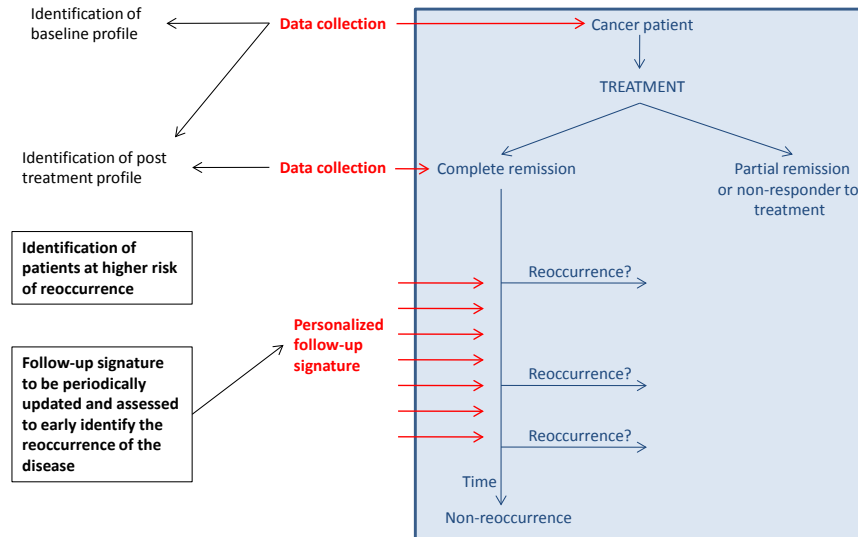 Identification of
baseline profile
Data collection
Cancer patient
TREATMENT
Identification of post
treatment profile
Data collection
Complete remission
Partial remission
or non-responder to
treatment
Identification of
patients at higher risk
of reoccurrence
Reoccurrence?
Personalized
follow-up
signature
Follow-up signature
to be periodically
updated and assessed
to early identify the
reoccurrence of the
disease
Reoccurrence?
Reoccurrence?
Time
Non-reoccurrence